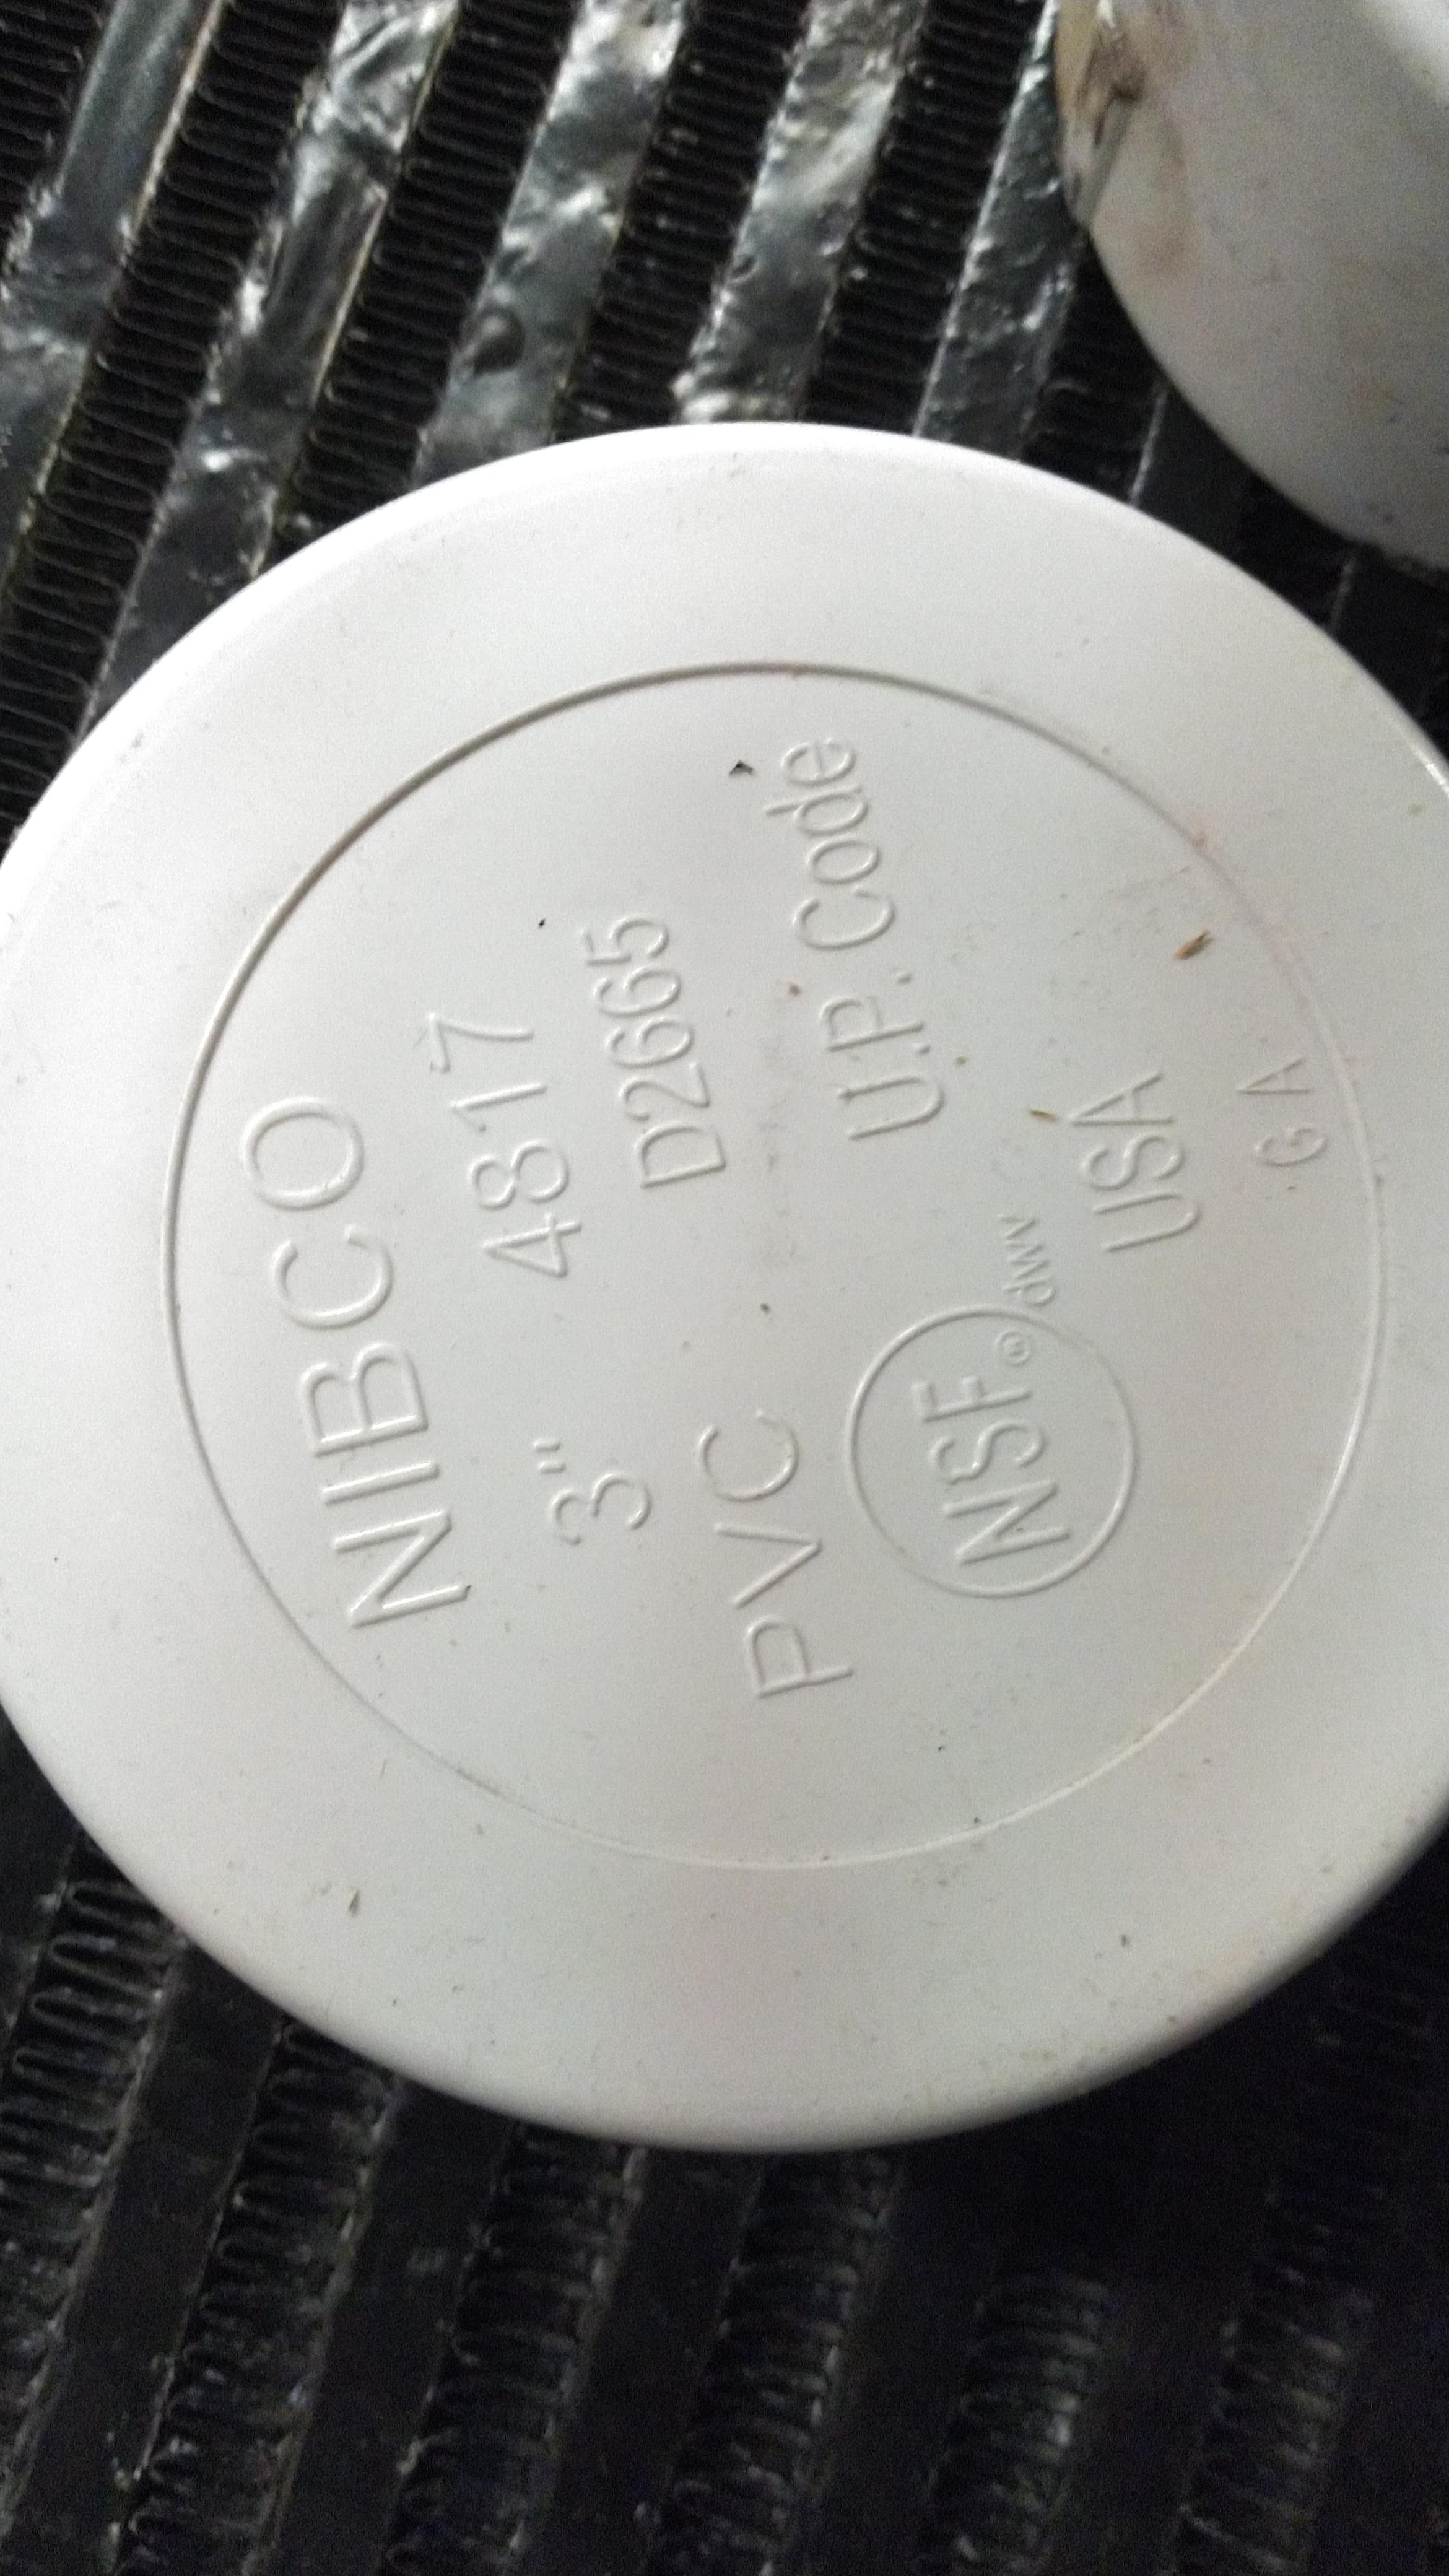 NIBCO
3" 4817
PVC D2665
NSF® dwv U.P. Code
USA
G A